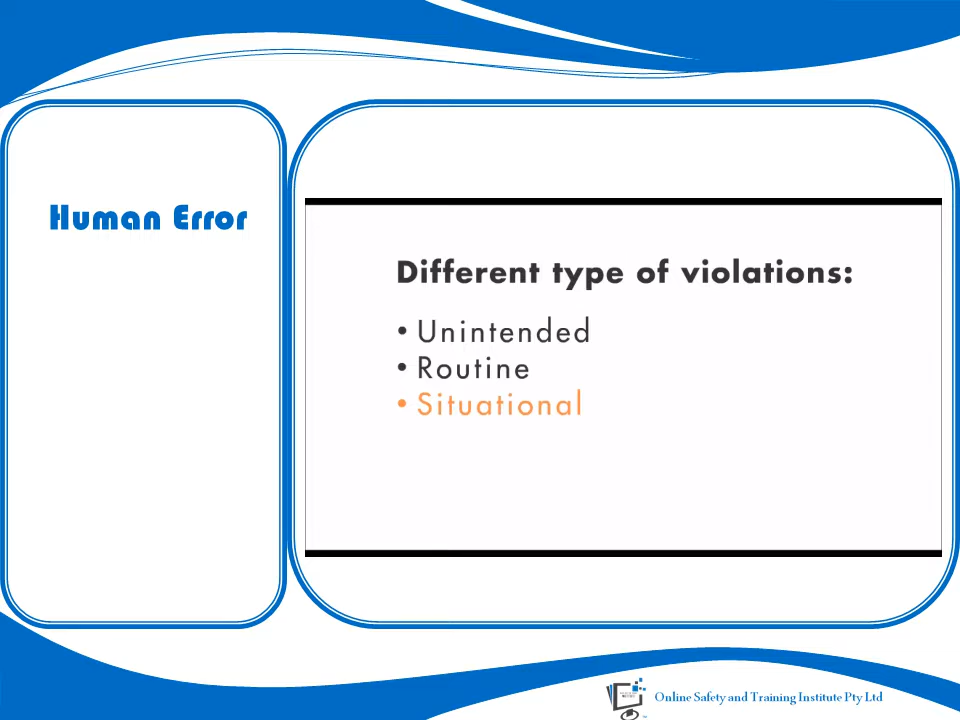 Human Error
Different type of violations:
• Unintended
• Routine
• Situational
Online Safety and Training Institute Pty Ltd